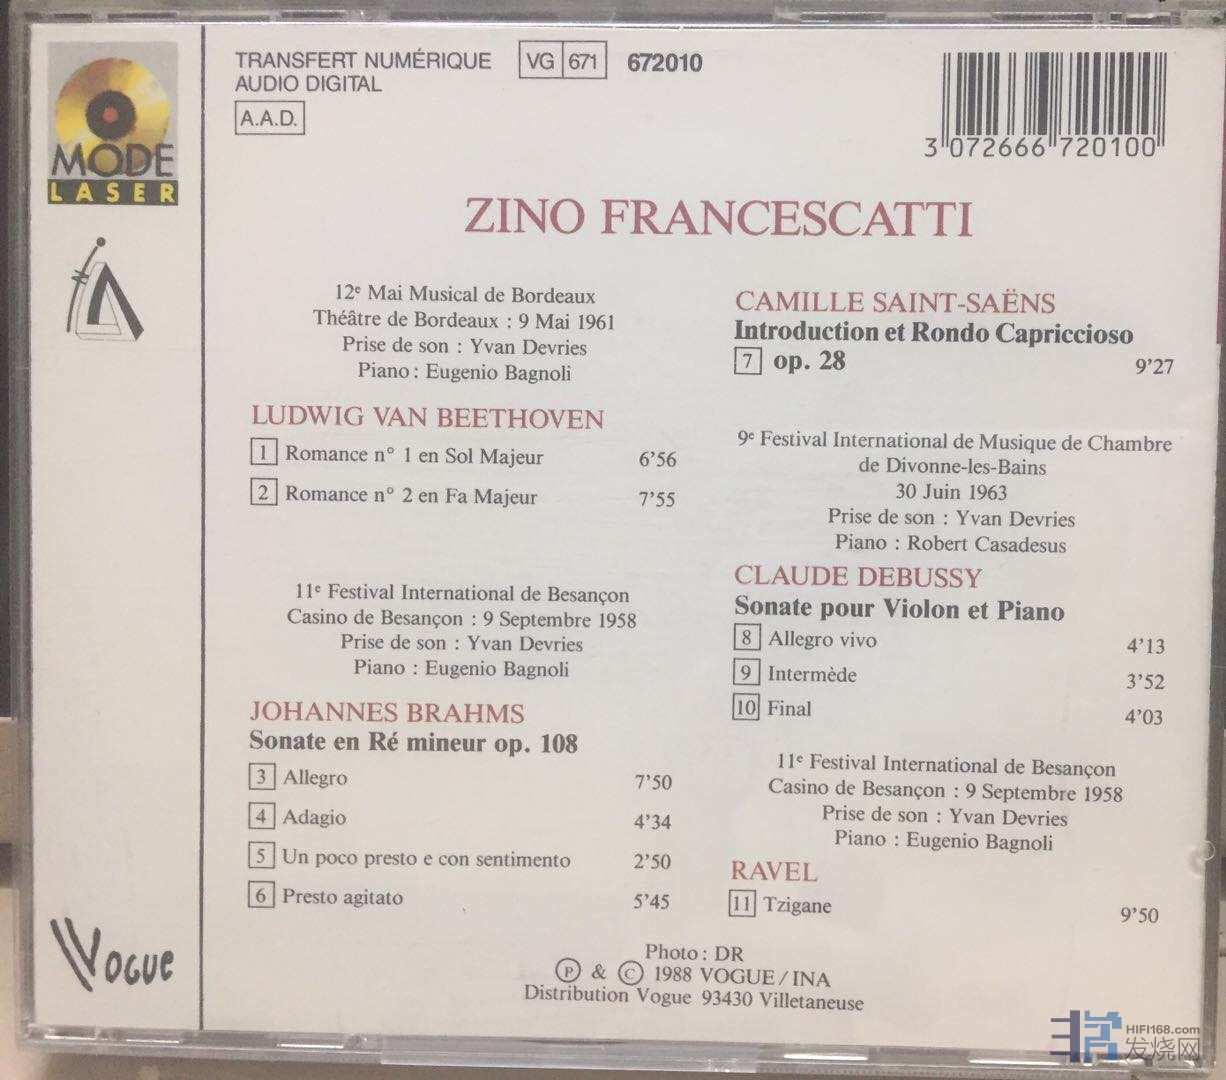 MODE
LASER
TRANSFERT NUMÉRIQUE
AUDIO DIGITAL
A.A.D.
VG 671 672010
3 072666 720100
ZINO FRANCESCATTI
12e Mai Musical de Bordeaux
Théâtre de Bordeaux : 9 Mai 1961
Prise de son : Yvan Devries
Piano : Eugenio Bagnoli
LUDWIG VAN BEETHOVEN
1 Romance n° 1 en Sol Majeur 6'56
2 Romance n° 2 en Fa Majeur 7'55
11e Festival International de Besançon
Casino de Besançon : 9 Septembre 1958
Prise de son : Yvan Devries
Piano : Eugenio Bagnoli
JOHANNES BRAHMS
Sonate en Ré mineur op. 108
3 Allegro 7'50
4 Adagio 4'34
5 Un poco presto e con sentimento 2'50
6 Presto agitato 5'45
CAMILLE SAINT-SAËNS
Introduction et Rondo Capriccioso
7 op. 28 9'27
9e Festival International de Musique de Chambre
de Divonne-les-Bains
30 Juin 1963
Prise de son : Yvan Devries
Piano : Robert Casadesus
CLAUDE DEBUSSY
Sonate pour Violon et Piano
8 Allegro vivo 4'13
9 Intermède 3'52
10 Final 4'03
11e Festival International de Besançon
Casino de Besançon : 9 Septembre 1958
Prise de son : Yvan Devries
Piano : Eugenio Bagnoli
RAVEL
11 Tzigane 9'50
Photo : DR
Ⓟ & © 1988 VOGUE / INA
Distribution Vogue 93430 Villetaneuse
VOGUE
HIFI168.com
发烧网